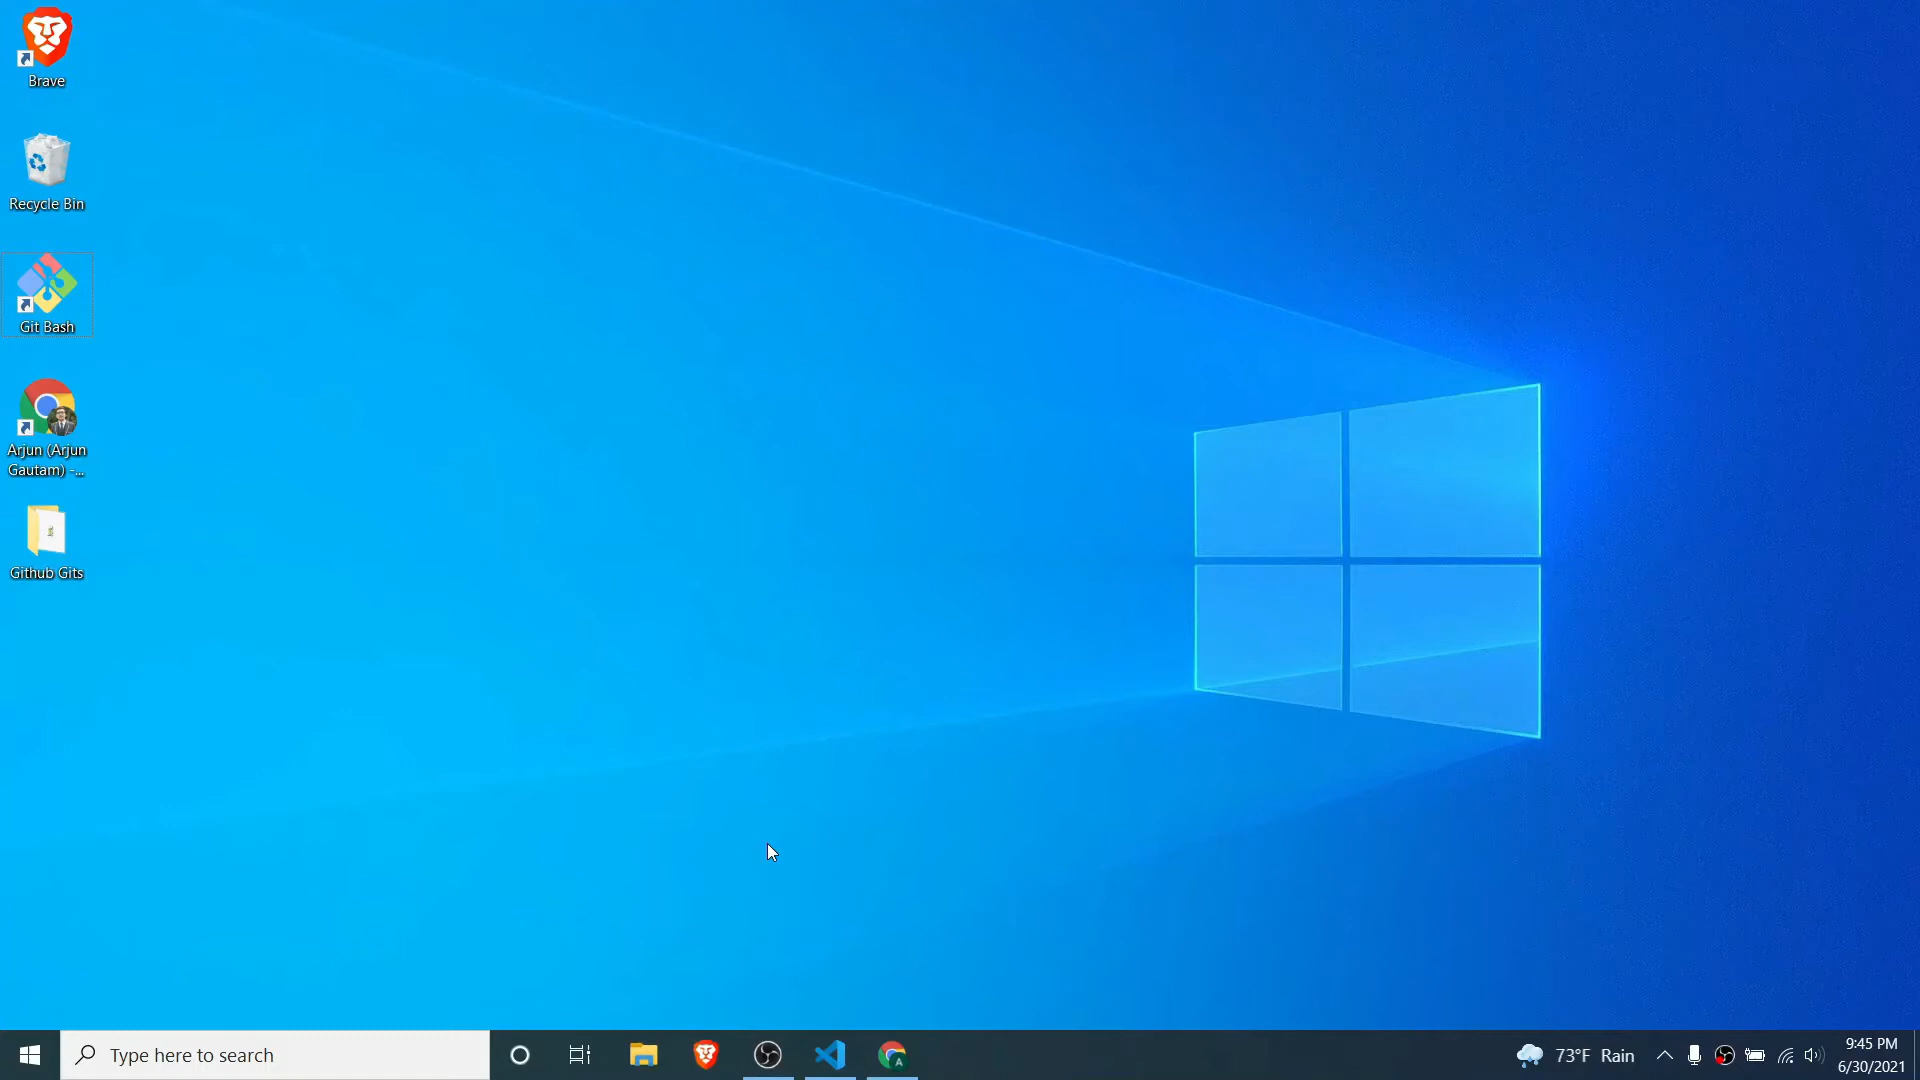 Brave
Recycle Bin
Git Bash
Arjun (Arjun
Gautam) -...
Github Gits
Type here to search
A
73°F Rain
9:45 PM
6/30/2021